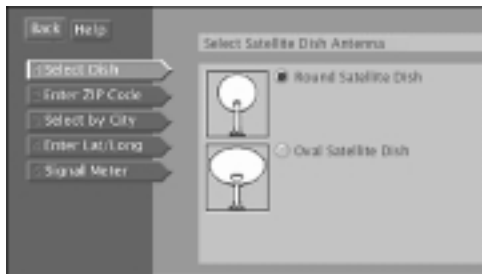 Back Help
Select Satellite Dish Antenna
Select Dish
Enter ZIP Code
Select by City
Enter Lat/Long
Signal Meter
Round Satellite Dish
Oval Satellite Dish